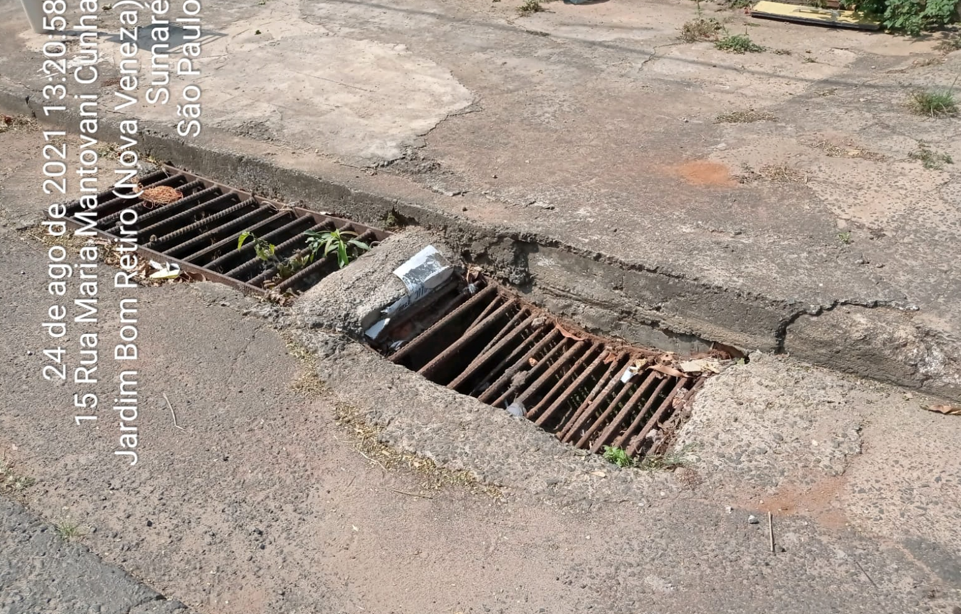 24 de ago de 2021 13:20:58
15 Rua Maria Mantovani Cunha
Jardim Bom Retiro (Nova Veneza)
Sumaré
São Paulo